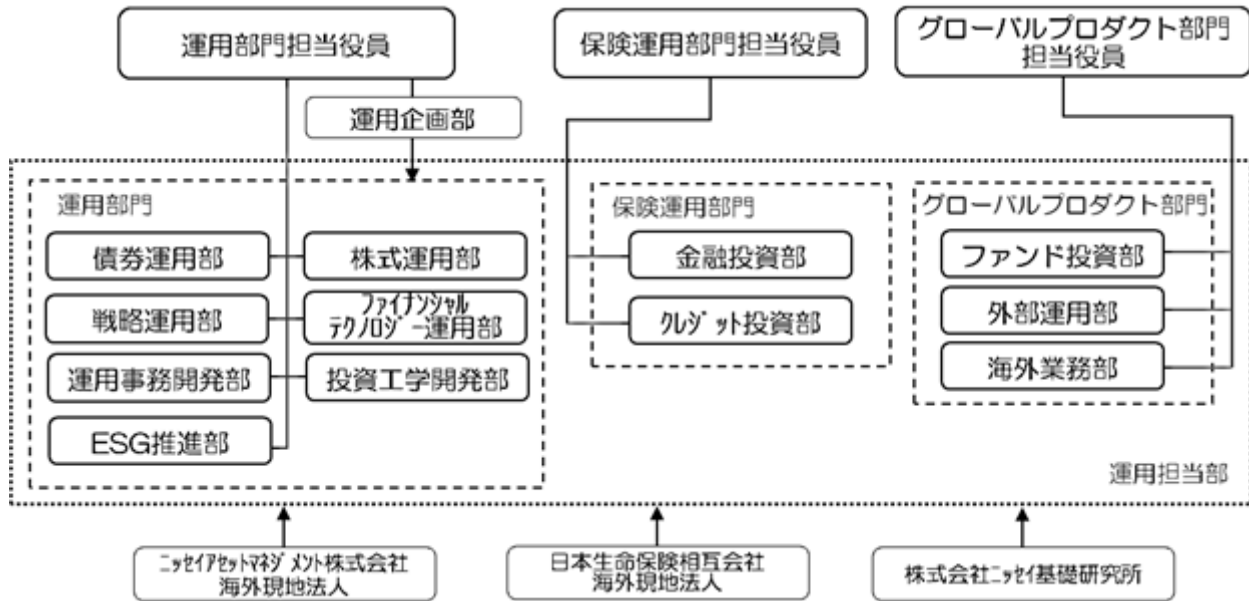 運用部門担当役員
保険運用部門担当役員
グローバルプロダクト部門
担当役員
運用企画部
運用部門
保険運用部門
グローバルプロダクト部門
債券運用部
株式運用部
金融投資部
ファンド投資部
戦略運用部
ファイナンシャル
テクノロジー運用部
クレジット投資部
外部運用部
運用事務開発部
投資工学開発部
海外業務部
ESG推進部
運用担当部
ニッセイアセットマネジメント株式会社
海外現地法人
日本生命保険相互会社
海外現地法人
株式会社ニッセイ基礎研究所